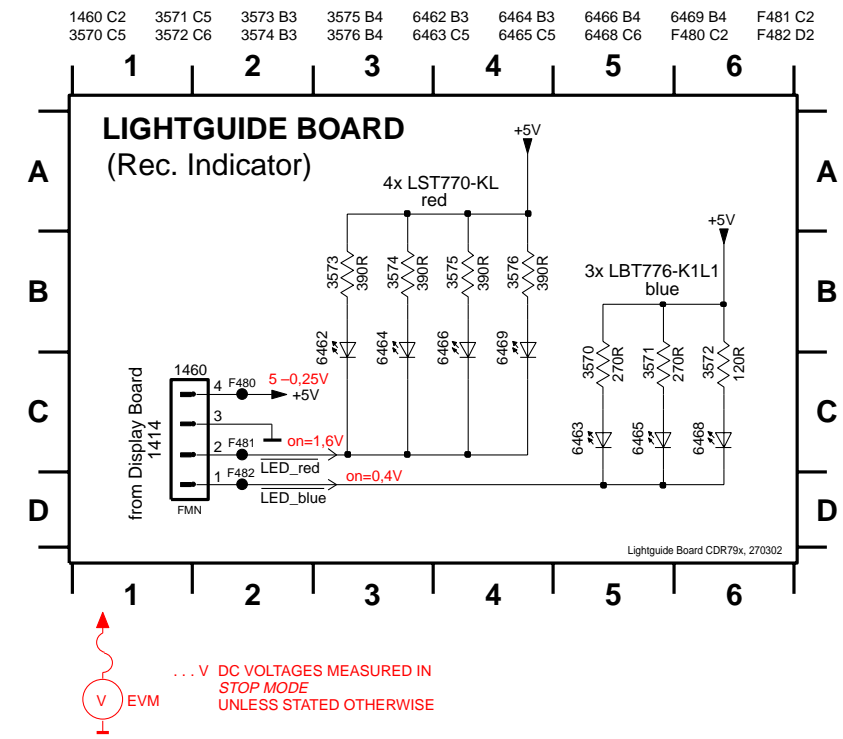 1460 C2 3571 C5 3573 B3 3575 B4 6462 B3 6464 B3 6466 B4 6469 B4 F481 C2
3570 C5 3572 C6 3574 B3 3576 B4 6463 C5 6465 C5 6468 C6 F480 C2 F482 D2
1 2 3 4 5 6
LIGHTGUIDE BOARD
(Rec. Indicator)
A A
+5V
4x LST770-KL
red
+5V
B B
3573 390R 3574 390R 3575 390R 3576 390R
3x LBT776-K1L1
blue
6462 6464 6466 6469
3570 270R 3571 270R 3572 120R
C C
1460
from Display Board
1414
4 F480 5 –0,25V
+5V
3
2 F481 on=1,6V
LED_red
6463 6465 6468
1 F482 on=0,4V
LED_blue
FMN
D D
Lightguide Board CDR79x, 270302
1 2 3 4 5 6
. . . V DC VOLTAGES MEASURED IN
STOP MODE
UNLESS STATED OTHERWISE
V EVM